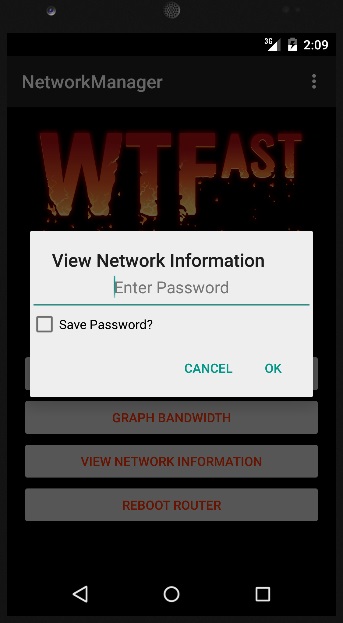 3G 2:09
NetworkManager
WTFAST
View Network Information
Enter Password
Save Password?
CANCEL OK
GRAPH BANDWIDTH
VIEW NETWORK INFORMATION
REBOOT ROUTER